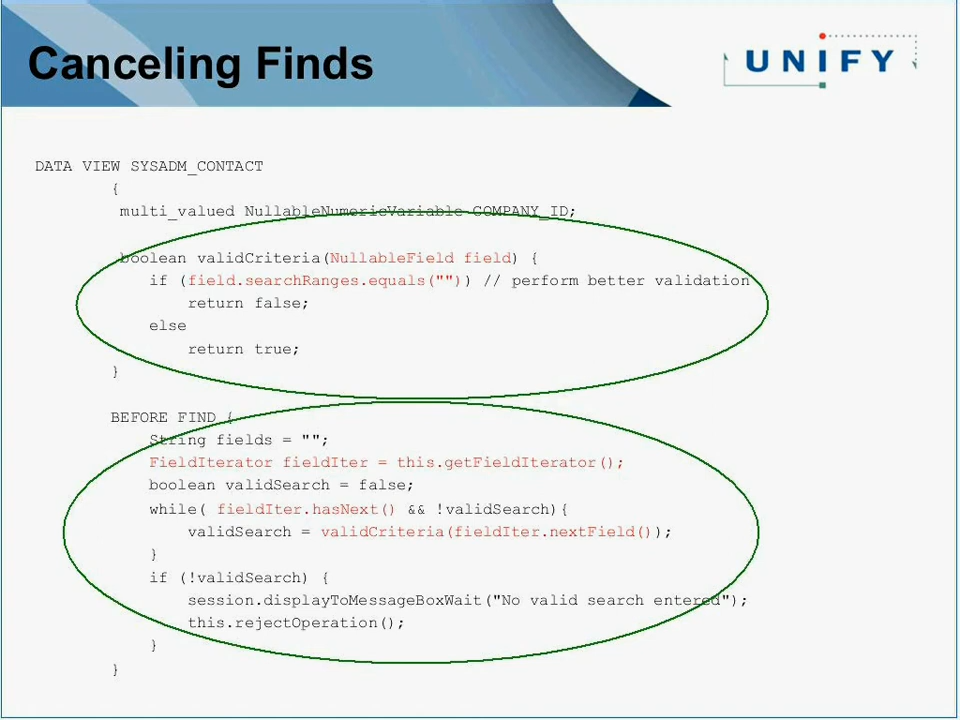 Canceling Finds
UNIFY
DATA VIEW SYSADM_CONTACT
{
multi_valued NullableNumericVariable COMPANY_ID;
boolean validCriteria(NullableField field) {
if (field.searchRanges.equals("")) // perform better validation
return false;
else
return true;
}
BEFORE FIND {
String fields = "";
FieldIterator fieldIter = this.getFieldIterator();
boolean validSearch = false;
while( fieldIter.hasNext() && !validSearch){
validSearch = validCriteria(fieldIter.nextField());
}
if (!validSearch) {
session.displayToMessageBoxWait("No valid search entered");
this.rejectOperation();
}
}